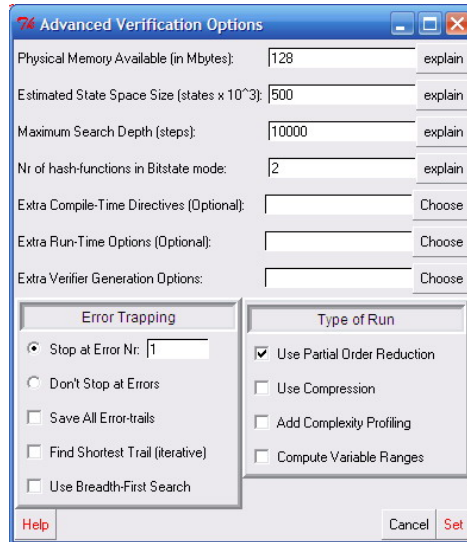 Advanced Verification Options
Physical Memory Available (in Mbytes): 128 explain
Estimated State Space Size (states x 10^3): 500 explain
Maximum Search Depth (steps): 10000 explain
Nr of hash-functions in Bitstate mode: 2 explain
Extra Compile-Time Directives (Optional): Choose
Extra Run-Time Options (Optional): Choose
Extra Verifier Generation Options: Choose
Error Trapping
Stop at Error Nr: 1
Don't Stop at Errors
Save All Error-trails
Find Shortest Trail (iterative)
Use Breadth-First Search
Type of Run
Use Partial Order Reduction
Use Compression
Add Complexity Profiling
Compute Variable Ranges
Help Cancel Set